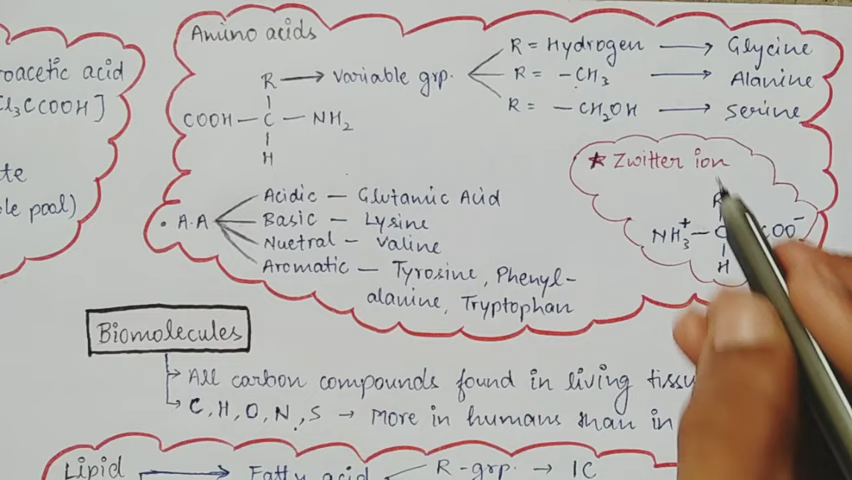 Amino acids
R = Hydrogen → Glycine
R → variable grp.
R = -CH3 → Alanine
R = -CH2OH → Serine
COOH - C - NH2
H
★ Zwitter ion
R
NH3+ - C COO-
H
• A.A
Acidic - Glutamic Acid
Basic - Lysine
Nuetral - Valine
Aromatic - Tyrosine, Phenyl-
alanine, Tryptophan
oacetic acid
l3CCOOH]
te
le pool)
Biomolecules
→ All carbon compounds found in living tissu
→ C, H, O, N, S → More in humans than in
Lipid → Fatty acid R-grp. → 1C